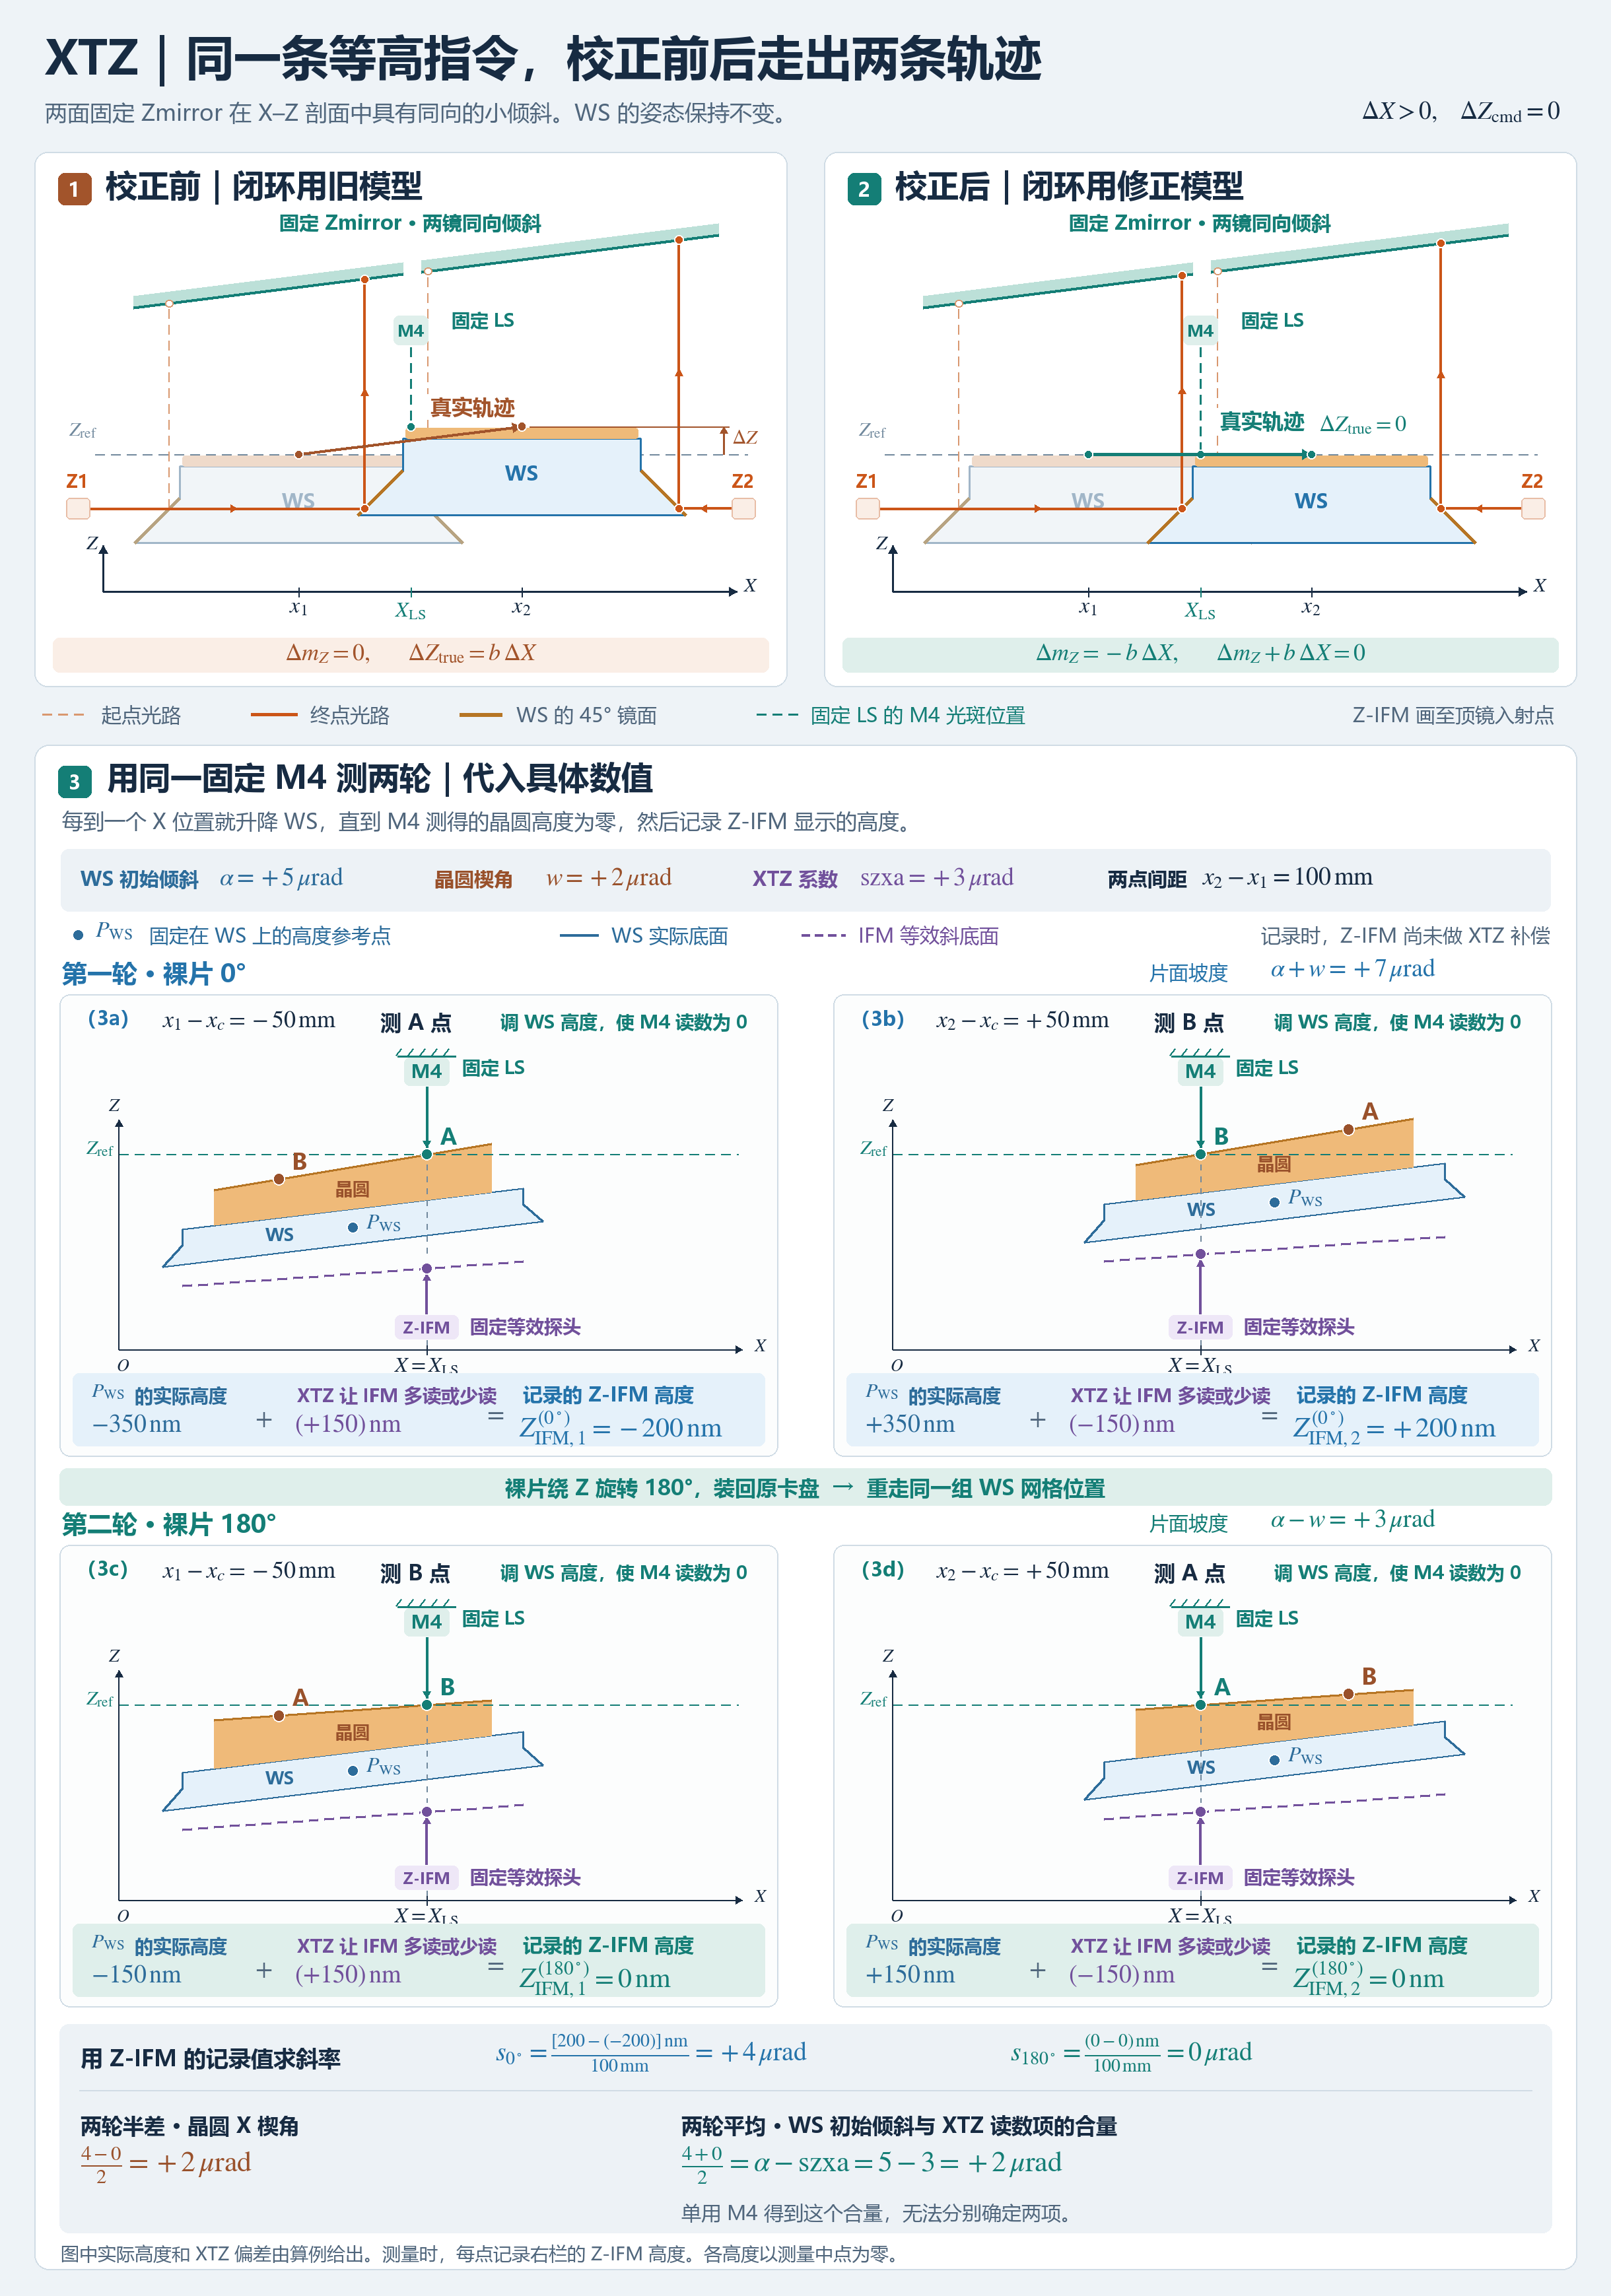 XTZ｜同一条等高指令，校正前后走出两条轨迹
两面固定 Zmirror 在 X–Z 剖面中具有同向的小倾斜。WS 的姿态保持不变。
ΔX > 0, ΔZcmd = 0
1 校正前｜闭环用旧模型
固定 Zmirror • 两镜同向倾斜
M4 固定 LS
真实轨迹
Zref
ΔZ
WS
WS
Z1
Z2
Z
X
x1
XLS
x2
ΔmZ = 0, ΔZtrue = b ΔX
2 校正后｜闭环用修正模型
固定 Zmirror • 两镜同向倾斜
M4 固定 LS
真实轨迹 ΔZtrue = 0
Zref
WS
WS
Z1
Z2
Z
X
x1
XLS
x2
ΔmZ = − b ΔX, ΔmZ + b ΔX = 0
起点光路
终点光路
WS 的 45° 镜面
固定 LS 的 M4 光斑位置
Z-IFM 画至顶镜入射点
3 用同一固定 M4 测两轮｜代入具体数值
每到一个 X 位置就升降 WS，直到 M4 测得的晶圆高度为零，然后记录 Z-IFM 显示的高度。
WS 初始倾斜 α = +5 μrad
晶圆楔角 w = +2 μrad
XTZ 系数 szxa = +3 μrad
两点间距 x2 − x1 = 100 mm
PWS 固定在 WS 上的高度参考点
WS 实际底面
IFM 等效斜底面
记录时，Z-IFM 尚未做 XTZ 补偿
第一轮 • 裸片 0°
片面坡度 α + w = +7 μrad
(3a) x1 − xc = −50 mm 测 A 点 调 WS 高度，使 M4 读数为 0
M4 固定 LS
Z
Zref
A
B
晶圆
WS
PWS
Z-IFM 固定等效探头
X
O
X = XLS
PWS 的实际高度 XTZ 让 IFM 多读或少读 记录的 Z-IFM 高度
−350 nm + (+150) nm = Z(0°)IFM, 1 = −200 nm
(3b) x2 − xc = +50 mm 测 B 点 调 WS 高度，使 M4 读数为 0
M4 固定 LS
Z
A
Zref
B
晶圆
WS
PWS
Z-IFM 固定等效探头
X
O
X = XLS
PWS 的实际高度 XTZ 让 IFM 多读或少读 记录的 Z-IFM 高度
+350 nm + (−150) nm = Z(0°)IFM, 2 = +200 nm
裸片绕 Z 旋转 180°，装回原卡盘 → 重走同一组 WS 网格位置
第二轮 • 裸片 180°
片面坡度 α − w = +3 μrad
(3c) x1 − xc = −50 mm 测 B 点 调 WS 高度，使 M4 读数为 0
M4 固定 LS
Z
Zref
A
B
晶圆
WS
PWS
Z-IFM 固定等效探头
X
O
X = XLS
PWS 的实际高度 XTZ 让 IFM 多读或少读 记录的 Z-IFM 高度
−150 nm + (+150) nm = Z(180°)IFM, 1 = 0 nm
(3d) x2 − xc = +50 mm 测 A 点 调 WS 高度，使 M4 读数为 0
M4 固定 LS
Z
Zref
A
B
晶圆
WS
PWS
Z-IFM 固定等效探头
X
O
X = XLS
PWS 的实际高度 XTZ 让 IFM 多读或少读 记录的 Z-IFM 高度
+150 nm + (−150) nm = Z(180°)IFM, 2 = 0 nm
用 Z-IFM 的记录值求斜率
s0° = [200 − (−200)] nm / 100 mm = +4 μrad
s180° = (0 − 0) nm / 100 mm = 0 μrad
两轮半差 • 晶圆 X 楔角
4 − 0 / 2 = +2 μrad
两轮平均 • WS 初始倾斜与 XTZ 读数项的合量
4 + 0 / 2 = α − szxa = 5 − 3 = +2 μrad
单用 M4 得到这个合量，无法分别确定两项。
图中实际高度和 XTZ 偏差由算例给出。测量时，每点记录右栏的 Z-IFM 高度。各高度以测量中点为零。